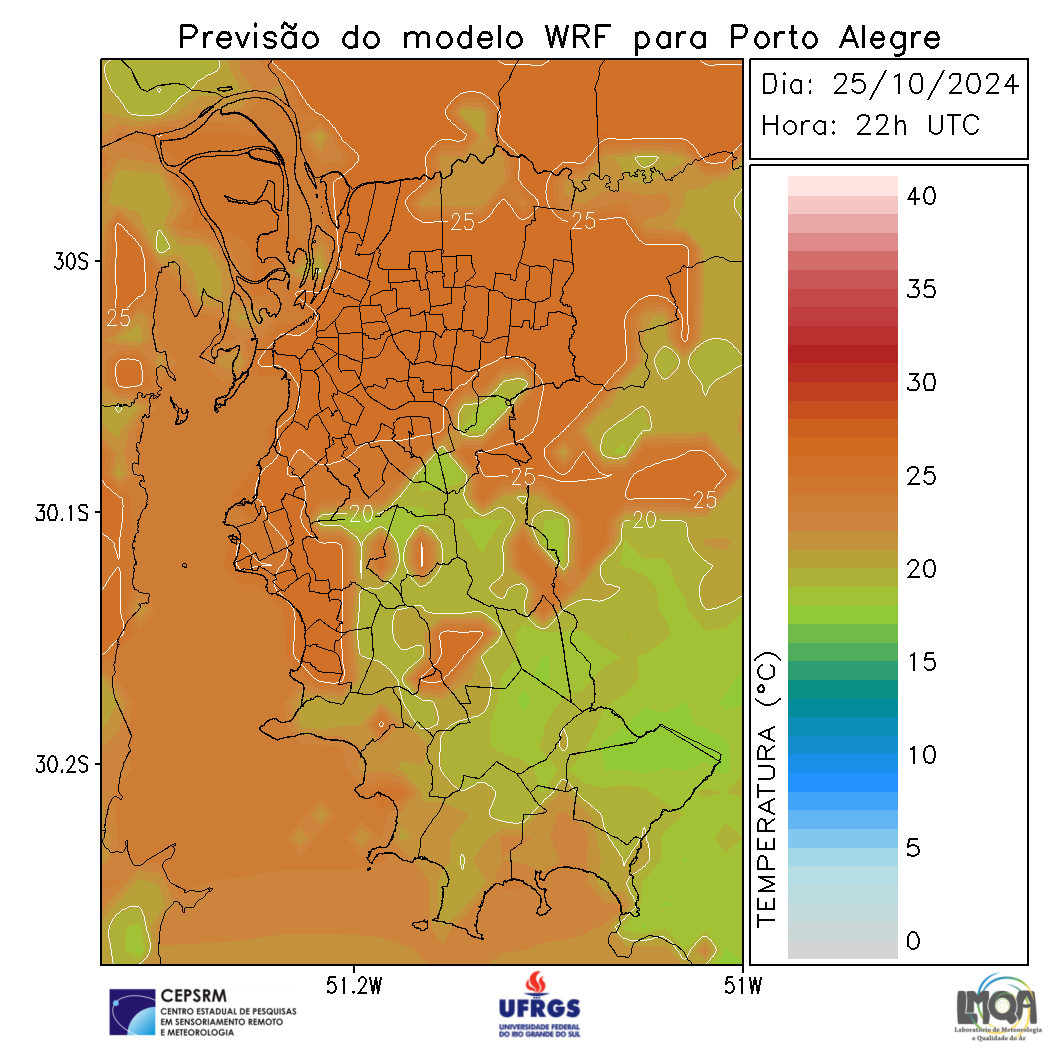 Previsão do modelo WRF para Porto Alegre
Dia: 25/10/2024
Hora: 22h UTC
40
35
30
25
20
15
10
5
0
TEMPERATURA (°C)
30S
30.1S
30.2S
51.2W
51W
25
25
25
25
25
20
20
CEPSRM
CENTRO ESTADUAL DE PESQUISAS
EM SENSORIAMENTO REMOTO
E METEOROLOGIA
UFRGS
UNIVERSIDADE FEDERAL
DO RIO GRANDE DO SUL
LMQA
Laboratório de Meteorologia
e Qualidade do Ar